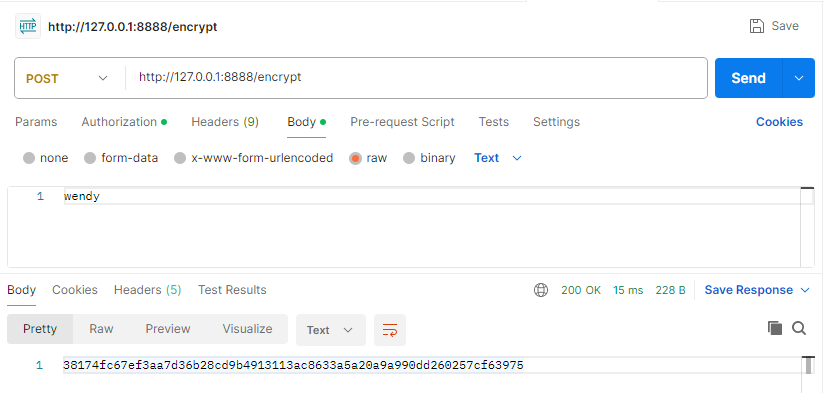 HTTP http://127.0.0.1:8888/encrypt Save
POST http://127.0.0.1:8888/encrypt Send
Params Authorization Headers (9) Body Pre-request Script Tests Settings Cookies
none form-data x-www-form-urlencoded raw binary Text
1 wendy
Body Cookies Headers (5) Test Results 200 OK 15 ms 228 B Save Response
Pretty Raw Preview Visualize Text
1 38174fc67ef3aa7d36b28cd9b4913113ac8633a5a20a9a990dd260257cf63975